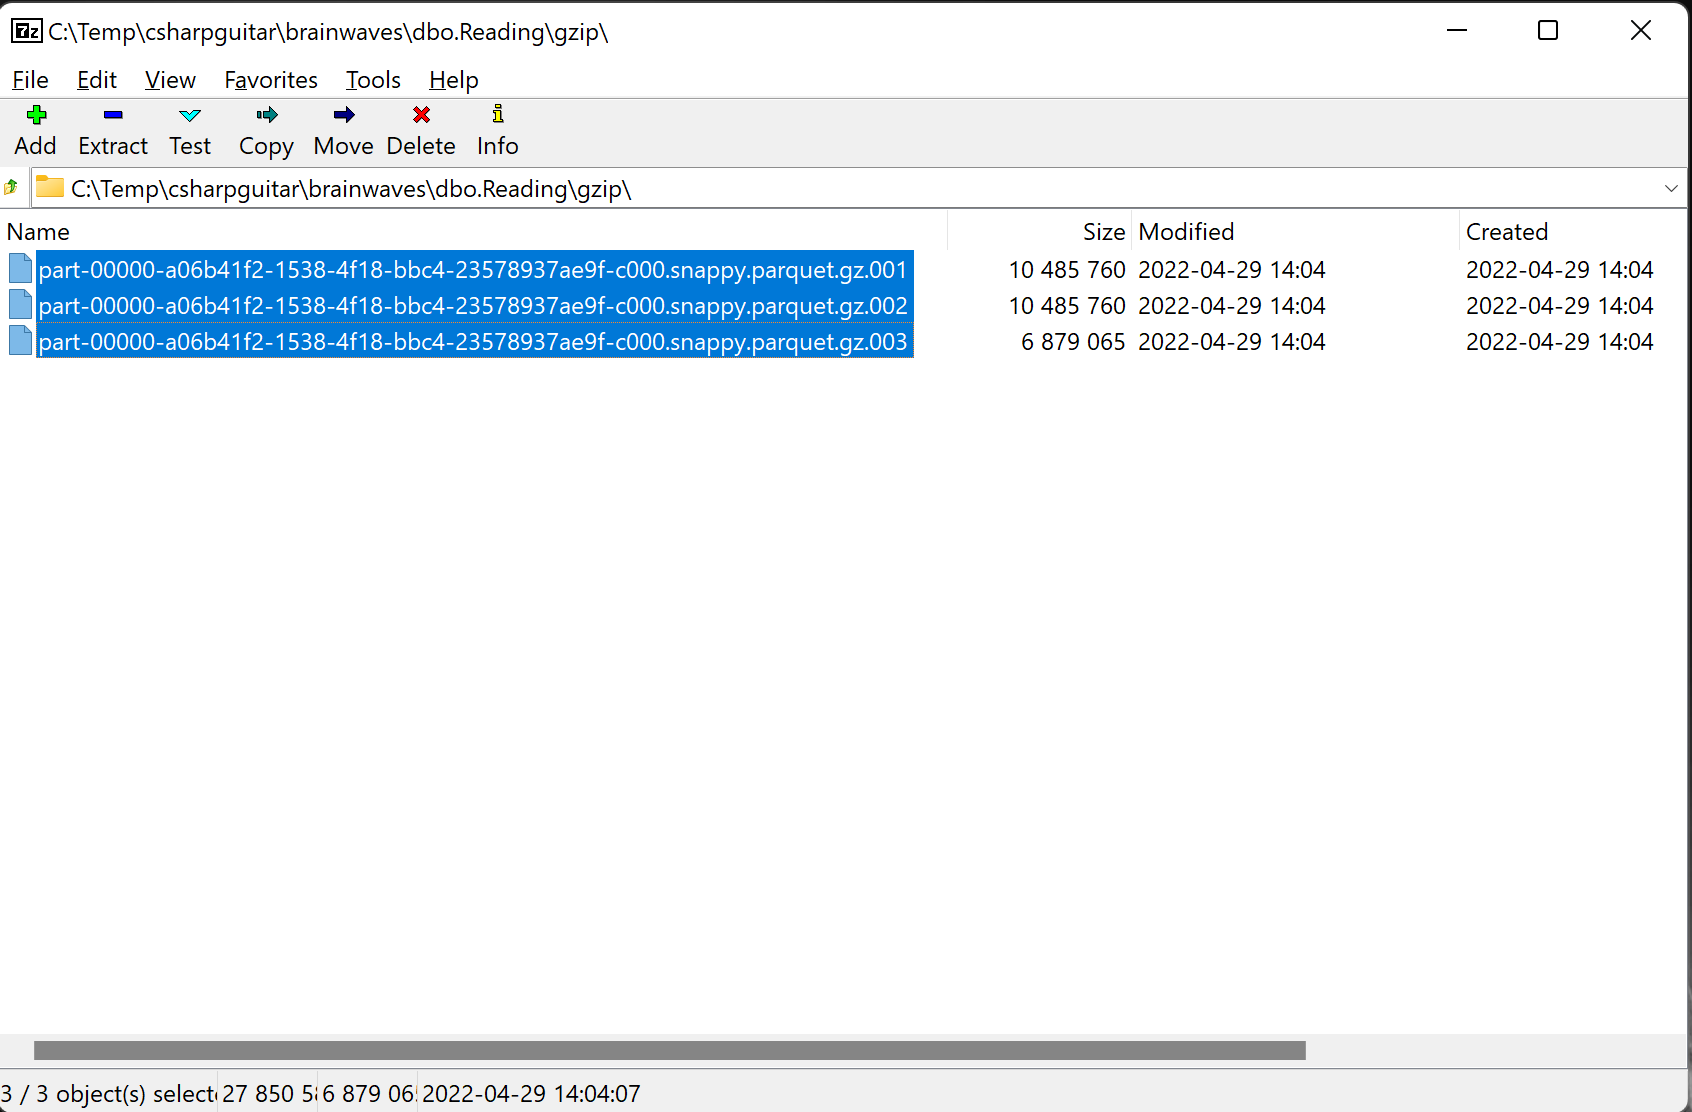 7z C:\Temp\csharpguitar\brainwaves\dbo.Reading\gzip\
File Edit View Favorites Tools Help
Add Extract Test Copy Move Delete Info
C:\Temp\csharpguitar\brainwaves\dbo.Reading\gzip\
Name Size Modified Created
part-00000-a06b41f2-1538-4f18-bbc4-23578937ae9f-c000.snappy.parquet.gz.001 10 485 760 2022-04-29 14:04 2022-04-29 14:04
part-00000-a06b41f2-1538-4f18-bbc4-23578937ae9f-c000.snappy.parquet.gz.002 10 485 760 2022-04-29 14:04 2022-04-29 14:04
part-00000-a06b41f2-1538-4f18-bbc4-23578937ae9f-c000.snappy.parquet.gz.003 6 879 065 2022-04-29 14:04 2022-04-29 14:04
3 / 3 object(s) select 27 850 5 6 879 06 2022-04-29 14:04:07